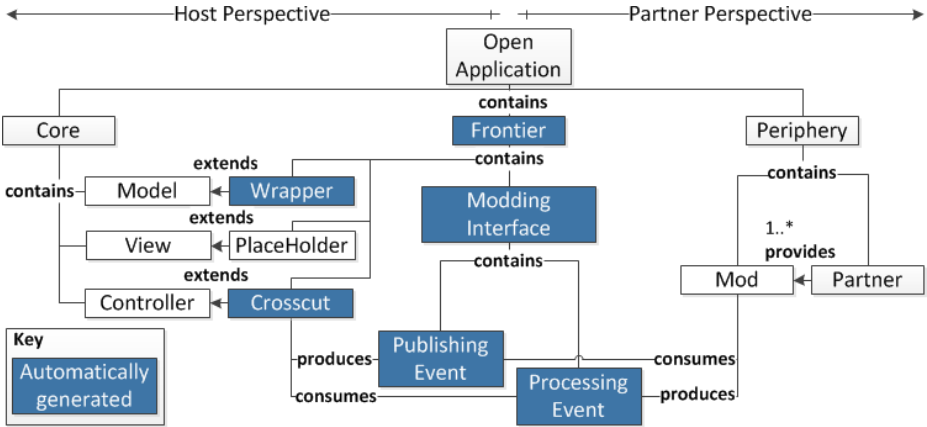 Host Perspective
Partner Perspective
Open
Application
contains
Core
Frontier
Periphery
contains
extends
contains
contains
Model
Wrapper
Modding
Interface
extends
View
PlaceHolder
1..*
provides
contains
extends
Mod
Partner
Controller
Crosscut
Key
Automatically
generated
produces
Publishing
Event
consumes
consumes
Processing
Event
produces